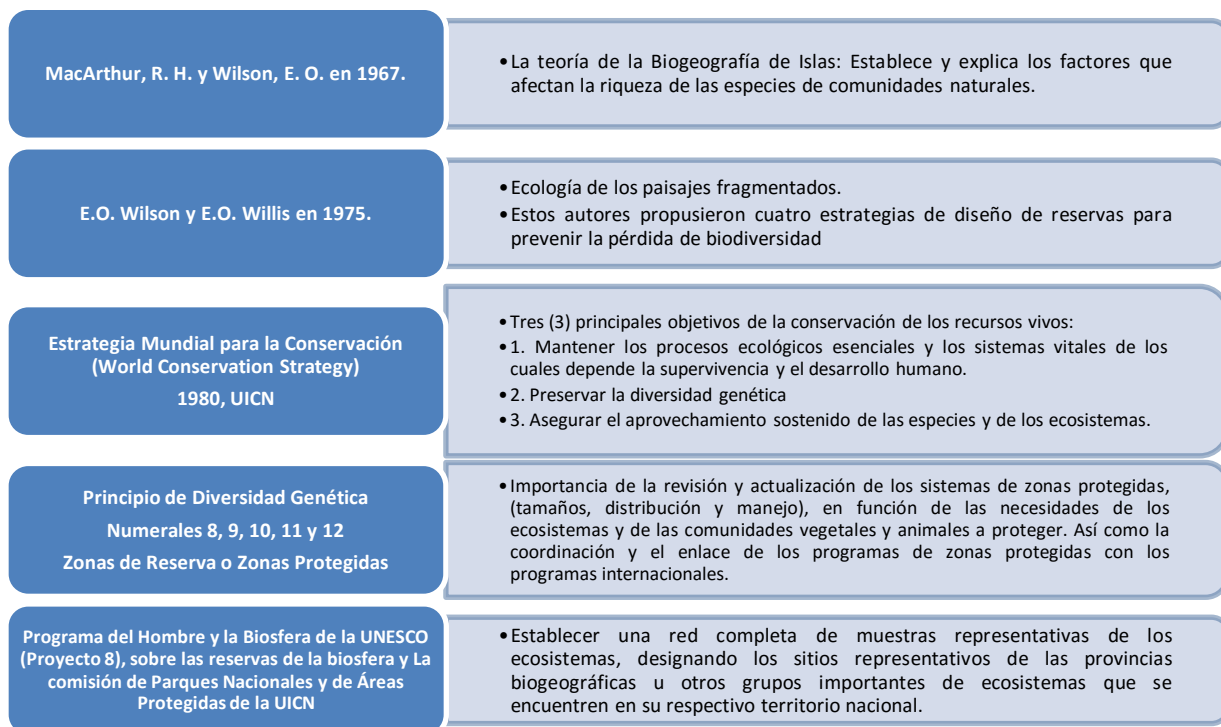 MacArthur, R. H. y Wilson, E. O. en 1967.
•La teoría de la Biogeografía de Islas: Establece y explica los factores que
afectan la riqueza de las especies de comunidades naturales.
E.O. Wilson y E.O. Willis en 1975.
•Ecología de los paisajes fragmentados.
•Estos autores propusieron cuatro estrategias de diseño de reservas para
prevenir la pérdida de biodiversidad
Estrategia Mundial para la Conservación
(World Conservation Strategy)
1980, UICN
•Tres (3) principales objetivos de la conservación de los recursos vivos:
•1. Mantener los procesos ecológicos esenciales y los sistemas vitales de los
cuales depende la supervivencia y el desarrollo humano.
•2. Preservar la diversidad genética
•3. Asegurar el aprovechamiento sostenido de las especies y de los ecosistemas.
Principio de Diversidad Genética
Numerales 8, 9, 10, 11 y 12
Zonas de Reserva o Zonas Protegidas
•Importancia de la revisión y actualización de los sistemas de zonas protegidas,
(tamaños, distribución y manejo), en función de las necesidades de los
ecosistemas y de las comunidades vegetales y animales a proteger. Así como la
coordinación y el enlace de los programas de zonas protegidas con los
programas internacionales.
Programa del Hombre y la Biosfera de la UNESCO
(Proyecto 8), sobre las reservas de la biosfera y La
comisión de Parques Nacionales y de Áreas
Protegidas de la UICN
•Establecer una red completa de muestras representativas de los
ecosistemas, designando los sitios representativos de las provincias
biogeográficas u otros grupos importantes de ecosistemas que se
encuentren en su respectivo territorio nacional.